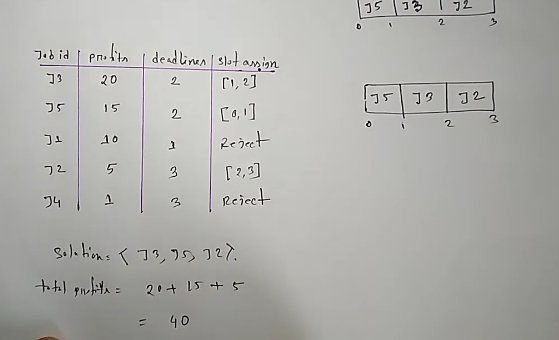 J5 J3 J2
0 1 2 3
Job id profits deadlines slot assign
J3 20 2 [1, 2]
J5 15 2 [0, 1]
J1 10 1 Reject
J2 5 3 [2, 3]
J4 1 3 Reject
J5 J3 J2
0 1 2 3
Solution = { J3, J5, J2 }.
total profits = 20 + 15 + 5
= 40